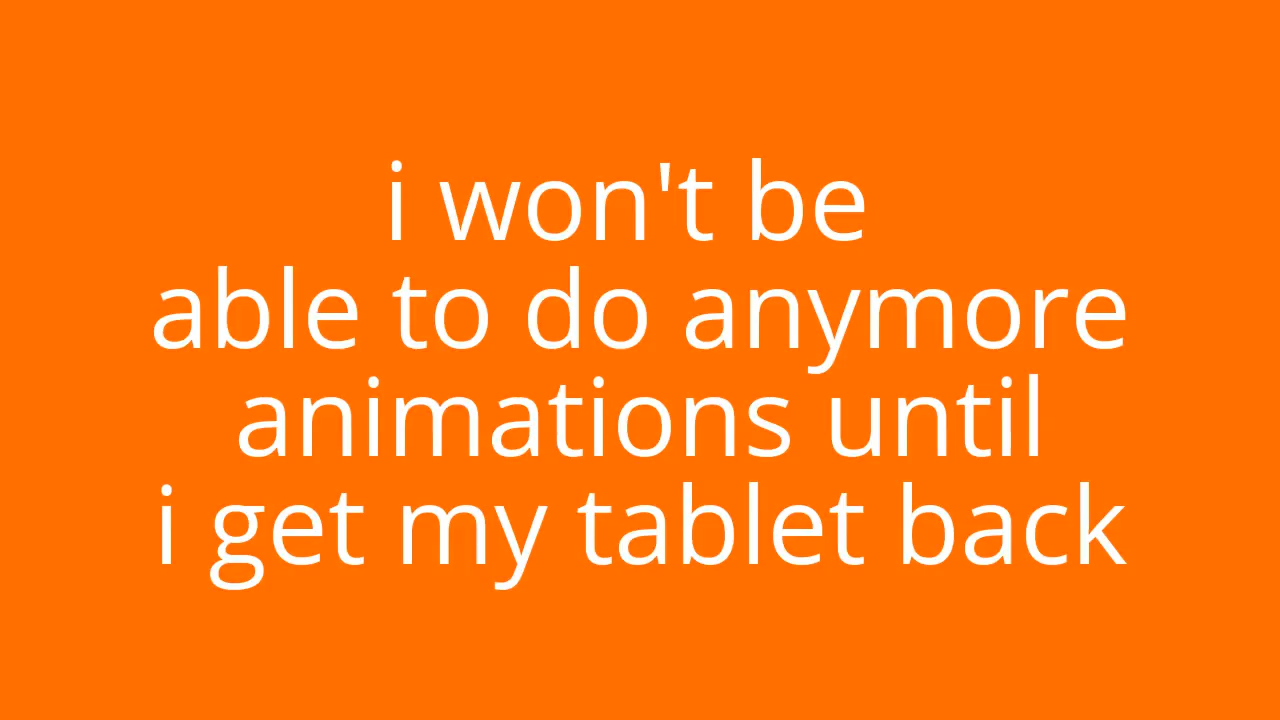 i won't be
able to do anymore
animations until
i get my tablet back